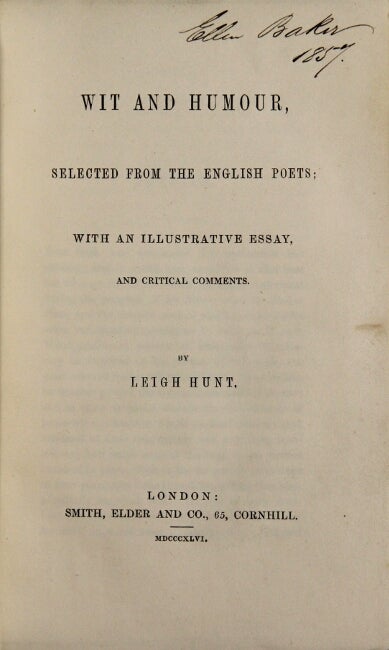 Ellen Baker
1857.
WIT AND HUMOUR,
SELECTED FROM THE ENGLISH POETS;
WITH AN ILLUSTRATIVE ESSAY,
AND CRITICAL COMMENTS.
BY
LEIGH HUNT.
LONDON:
SMITH, ELDER AND CO., 65, CORNHILL.
MDCCCXLVI.